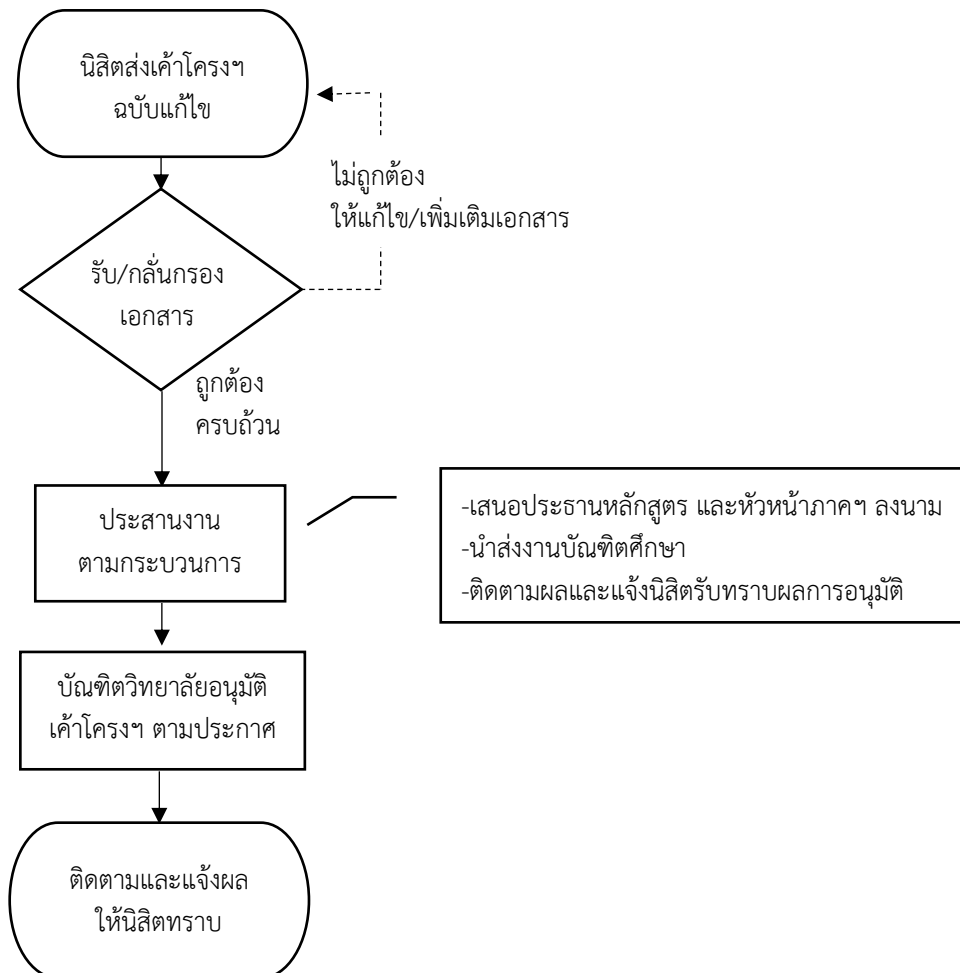 นิสิตส่งเค้าโครงฯ
ฉบับแก้ไข
ไม่ถูกต้อง
ให้แก้ไข/เพิ่มเติมเอกสาร
รับ/กลั่นกรอง
เอกสาร
ถูกต้อง
ครบถ้วน
ประสานงาน
ตามกระบวนการ
-เสนอประธานหลักสูตร และหัวหน้าภาคฯ ลงนาม
-นำส่งงานบัณฑิตศึกษา
-ติดตามผลและแจ้งนิสิตรับทราบผลการอนุมัติ
บัณฑิตวิทยาลัยอนุมัติ
เค้าโครงฯ ตามประกาศ
ติดตามและแจ้งผล
ให้นิสิตทราบ